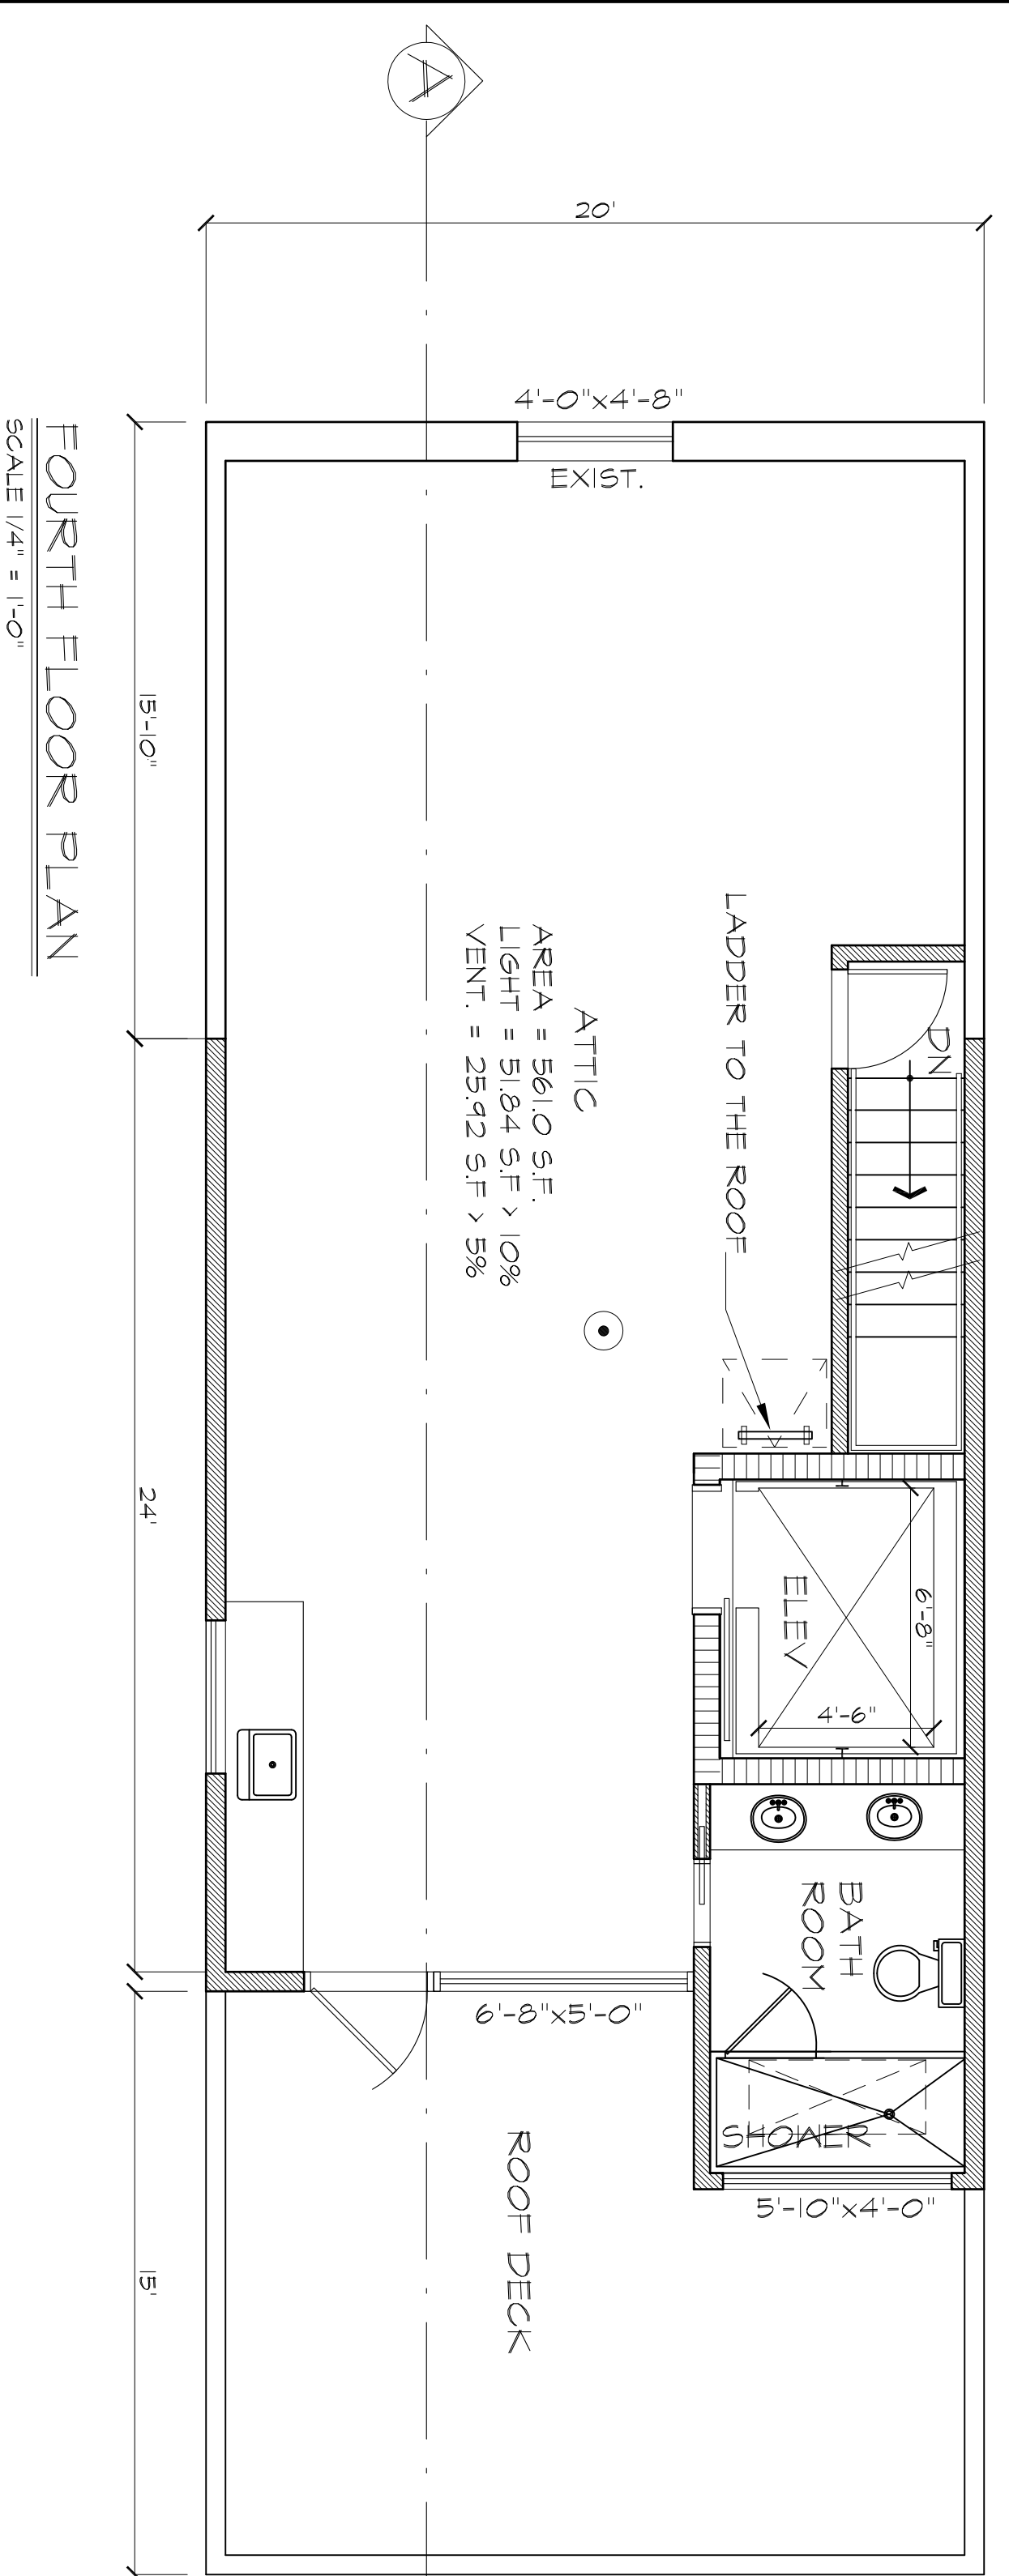 A
20'
4'-0"x4'-8"
EXIST.
FOURTH FLOOR PLAN
SCALE 1/4" = 1'-0"
15'-10"
24'
15'
DN
LADDER TO THE ROOF
ATTIC
AREA = 561.0 S.F.
LIGHT = 51.84 S.F > 10%
VENT. = 25.92 S.F > 5%
ELEV
6'-8"
4'-6"
BATH
ROOM
6'-8"x5'-0"
SHOWER
5'-10"x4'-0"
ROOF DECK